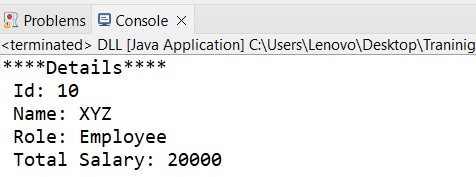 Problems Console
<terminated> DLL [Java Application] C:\Users\Lenovo\Desktop\Traninig
****Details****
Id: 10
Name: XYZ
Role: Employee
Total Salary: 20000